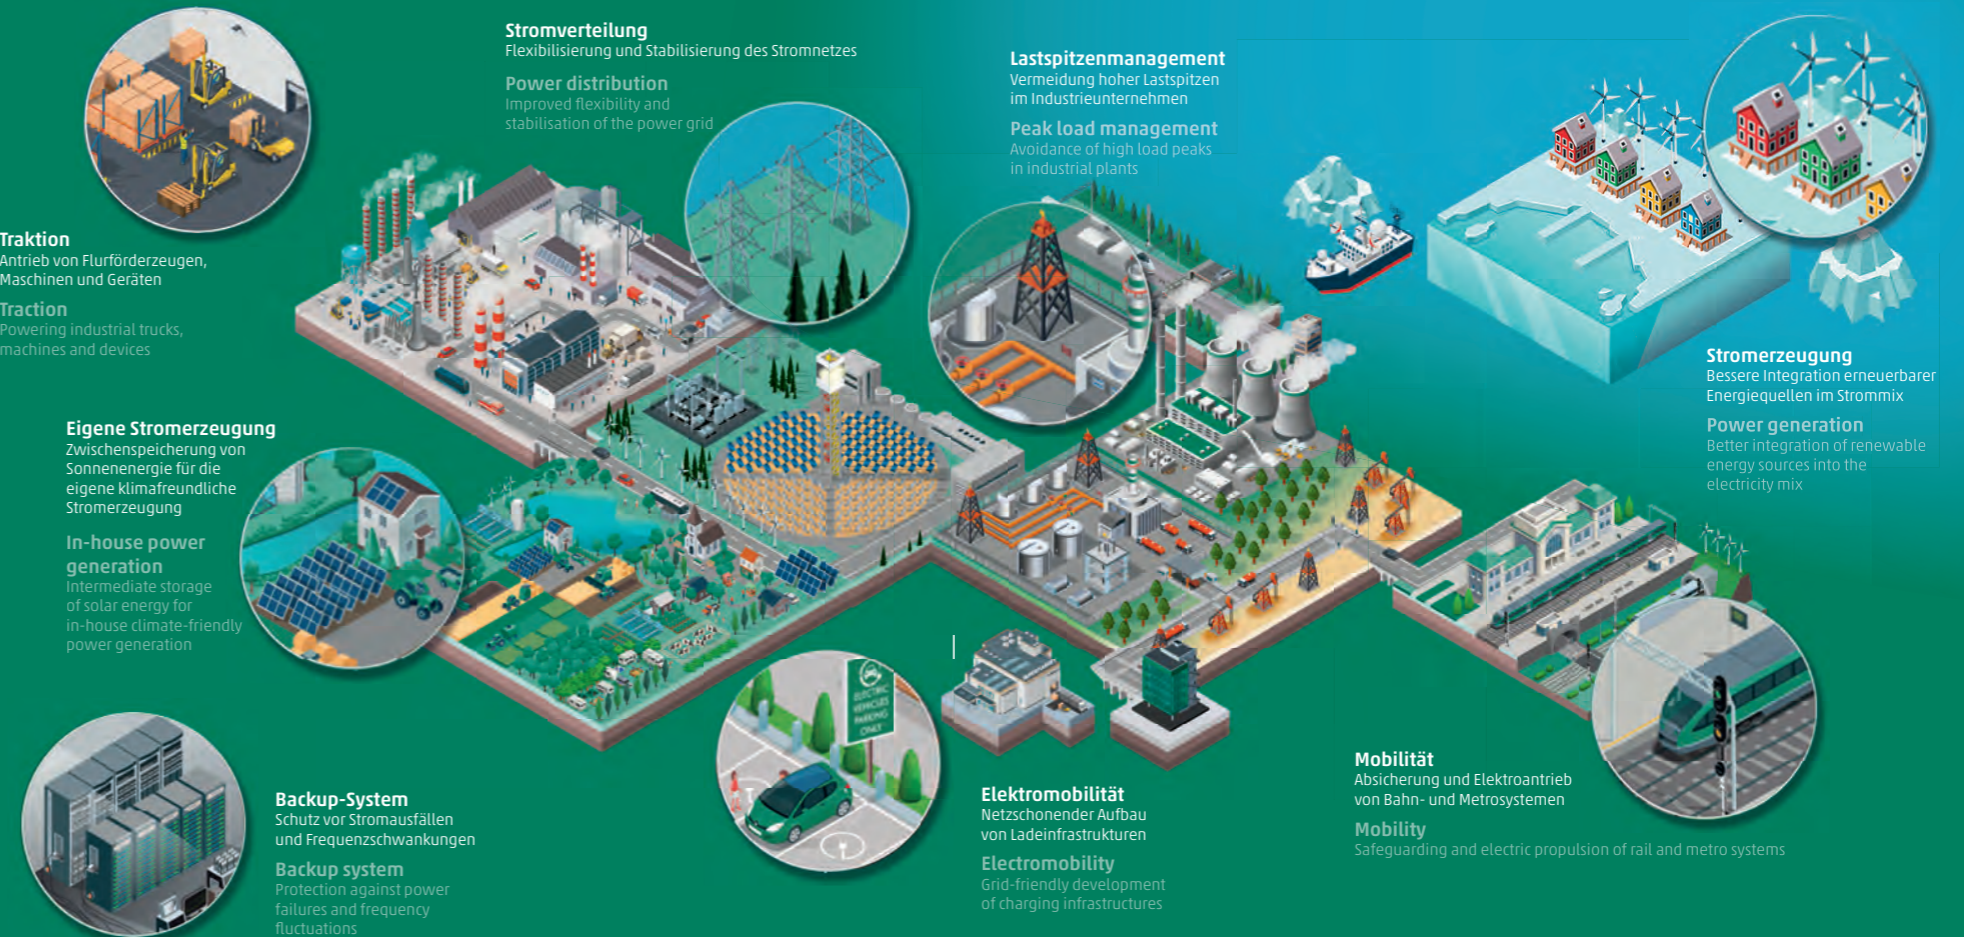 Stromverteilung
Flexibilisierung und Stabilisierung des Stromnetzes
Power distribution
Improved flexibility and
stabilisation of the power grid
Lastspitzenmanagement
Vermeidung hoher Lastspitzen
im Industrieunternehmen
Peak load management
Avoidance of high load peaks
in industrial plants
Traktion
Antrieb von Flurförderzeugen,
Maschinen und Geräten
Traction
Powering industrial trucks,
machines and devices
Stromerzeugung
Bessere Integration erneuerbarer
Energiequellen im Strommix
Power generation
Better integration of renewable
energy sources into the
electricity mix
Eigene Stromerzeugung
Zwischenspeicherung von
Sonnenenergie für die
eigene klimafreundliche
Stromerzeugung
In-house power
generation
Intermediate storage
of solar energy for
in-house climate-friendly
power generation
ELECTRIC
VEHICLES
PARKING
ONLY
Backup-System
Schutz vor Stromausfällen
und Frequenzschwankungen
Backup system
Protection against power
failures and frequency
fluctuations
Elektromobilität
Netzschonender Aufbau
von Ladeinfrastrukturen
Electromobility
Grid-friendly development
of charging infrastructures
Mobilität
Absicherung und Elektroantrieb
von Bahn- und Metrosystemen
Mobility
Safeguarding and electric propulsion of rail and metro systems